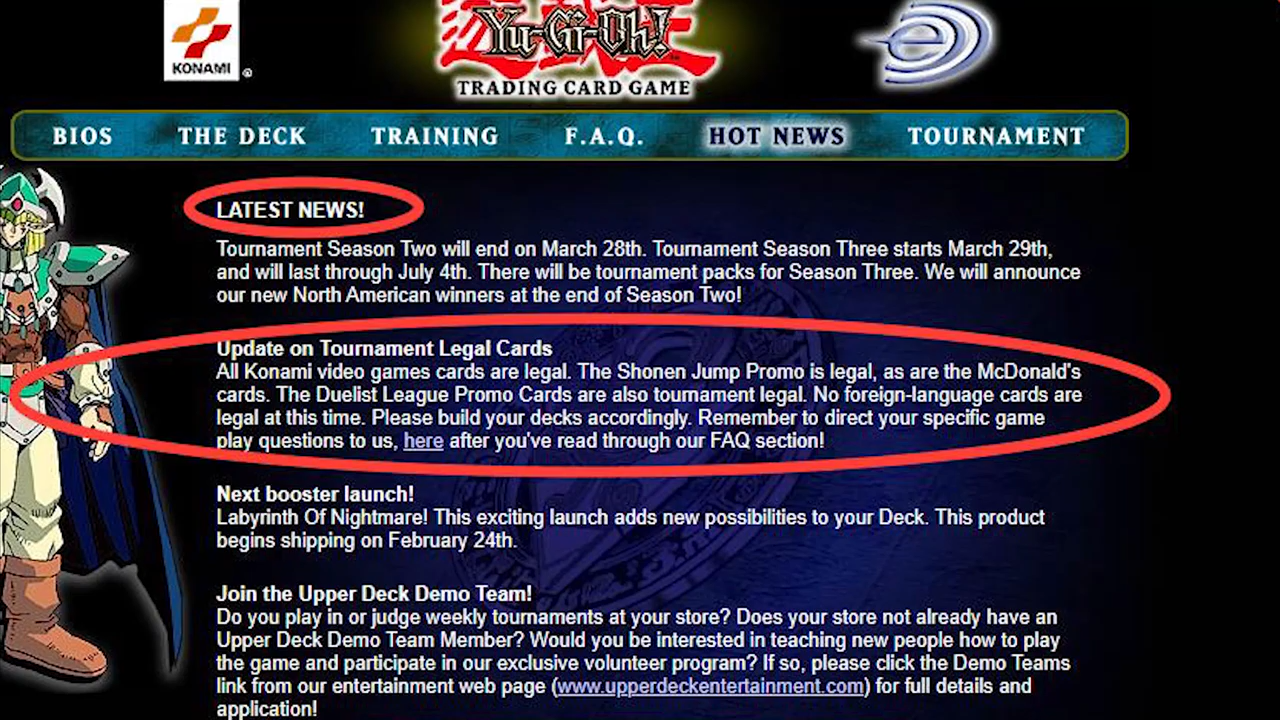 KONAMI ®
Yu-Gi-Oh!
TRADING CARD GAME
BIOS THE DECK TRAINING F.A.Q. HOT NEWS TOURNAMENT
LATEST NEWS!
Tournament Season Two will end on March 28th. Tournament Season Three starts March 29th,
and will last through July 4th. There will be tournament packs for Season Three. We will announce
our new North American winners at the end of Season Two!
Update on Tournament Legal Cards
All Konami video games cards are legal. The Shonen Jump Promo is legal, as are the McDonald's
cards. The Duelist League Promo Cards are also tournament legal. No foreign-language cards are
legal at this time. Please build your decks accordingly. Remember to direct your specific game
play questions to us, here after you've read through our FAQ section!
Next booster launch!
Labyrinth Of Nightmare! This exciting launch adds new possibilities to your Deck. This product
begins shipping on February 24th.
Join the Upper Deck Demo Team!
Do you play in or judge weekly tournaments at your store? Does your store not already have an
Upper Deck Demo Team Member? Would you be interested in teaching new people how to play
the game and participate in our exclusive volunteer program? If so, please click the Demo Teams
link from our entertainment web page (www.upperdeckentertainment.com) for full details and
application!